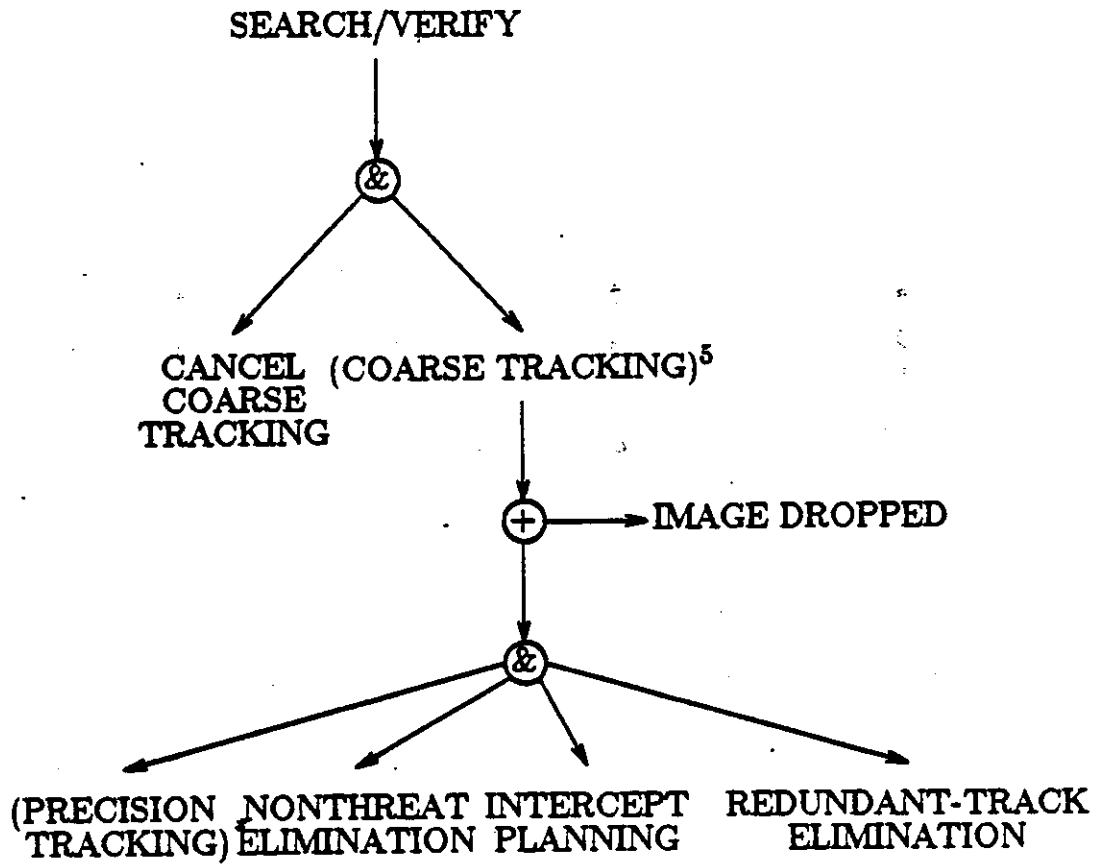 SEARCH/VERIFY
&
CANCEL
COARSE
TRACKING
(COARSE TRACKING)⁵
+
IMAGE DROPPED
&
(PRECISION
TRACKING)
NONTHREAT
ELIMINATION
INTERCEPT
PLANNING
REDUNDANT-TRACK
ELIMINATION